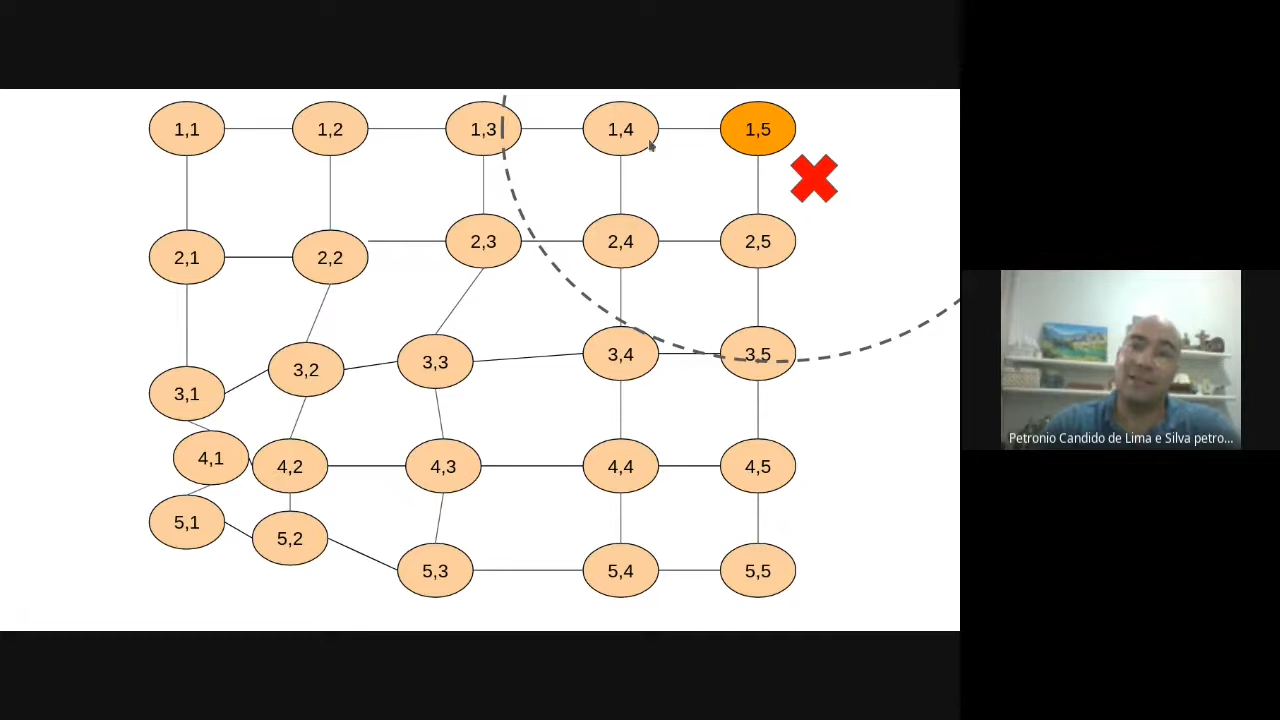 1,1 1,2 1,3 1,4 1,5
2,1 2,2 2,3 2,4 2,5
3,1 3,2 3,3 3,4 3,5
4,1 4,2 4,3 4,4 4,5
5,1 5,2 5,3 5,4 5,5
Petronio Candido de Lima e Silva petro...